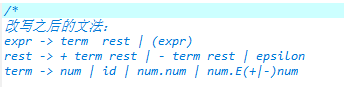 /*
改写之后的文法：
expr -> term rest | (expr)
rest -> + term rest | - term rest | epsilon
term -> num | id | num.num | num.E(+|-)num